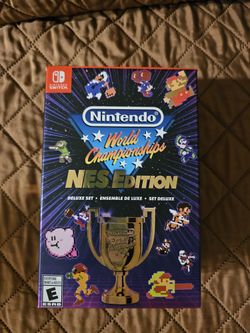 NINTENDO
SWITCH
Nintendo
World
Championships
NES EDITION
DELUXE SET • ENSEMBLE DE LUXE • SET DELUXE
E
ESRB